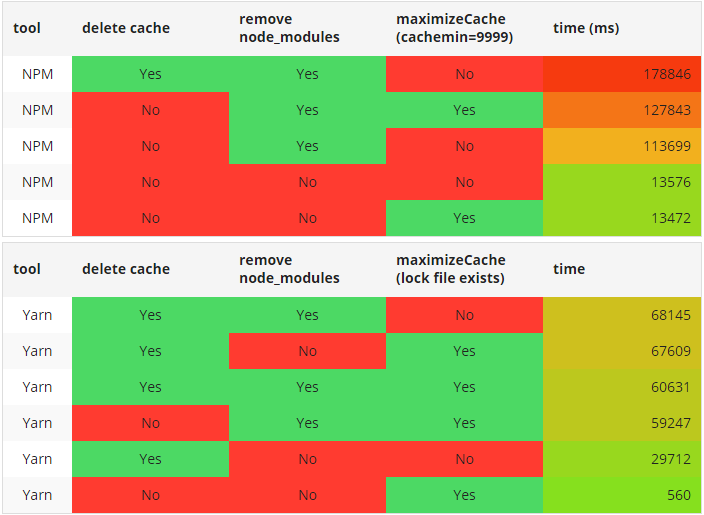 tool delete cache remove node_modules maximizeCache (cachemin=9999) time (ms)
NPM Yes Yes No 178846
NPM No Yes Yes 127843
NPM No Yes No 113699
NPM No No No 13576
NPM No No Yes 13472
tool delete cache remove node_modules maximizeCache (lock file exists) time
Yarn Yes Yes No 68145
Yarn Yes No Yes 67609
Yarn Yes Yes Yes 60631
Yarn No Yes Yes 59247
Yarn Yes No No 29712
Yarn No No Yes 560